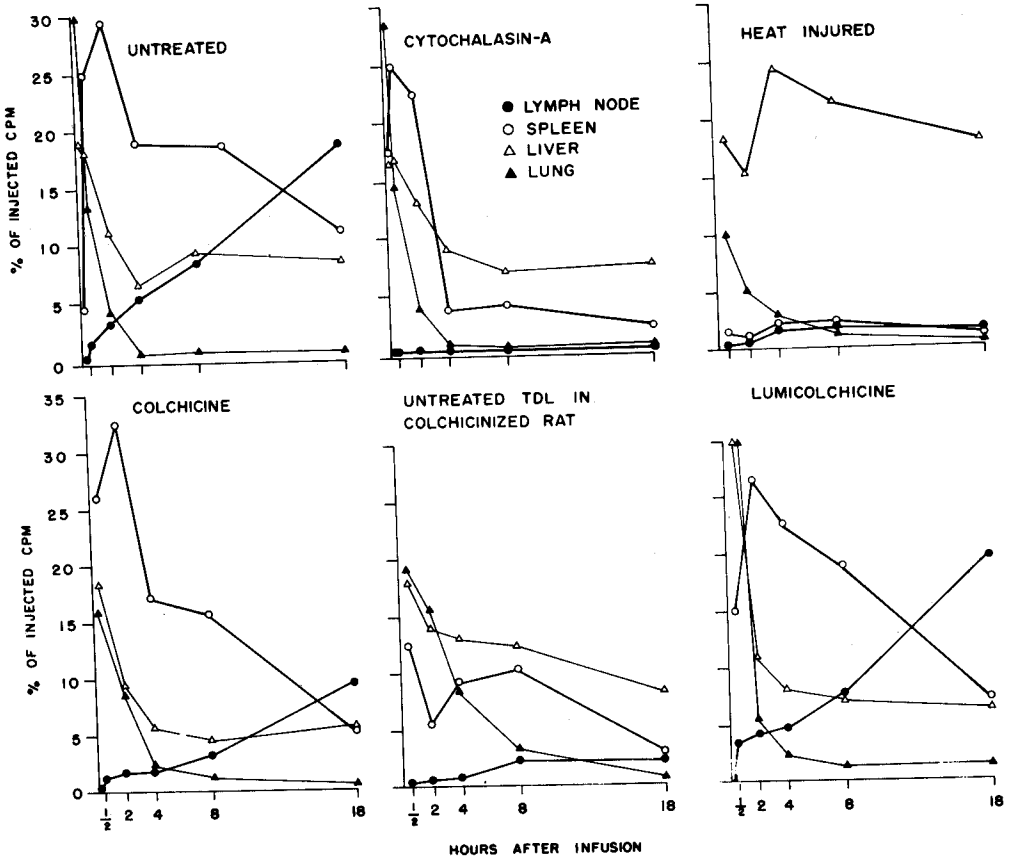 UNTREATED
CYTOCHALASIN-A
HEAT INJURED
LYMPH NODE
SPLEEN
LIVER
LUNG
% OF INJECTED CPM
30
25
20
15
10
5
0
COLCHICINE
UNTREATED TDL IN
COLCHICINIZED RAT
LUMICOLCHICINE
% OF INJECTED CPM
35
30
25
20
15
10
5
0
1/2 2 4 8 18
1/2 2 4 8 18
1/2 2 4 8 18
HOURS AFTER INFUSION